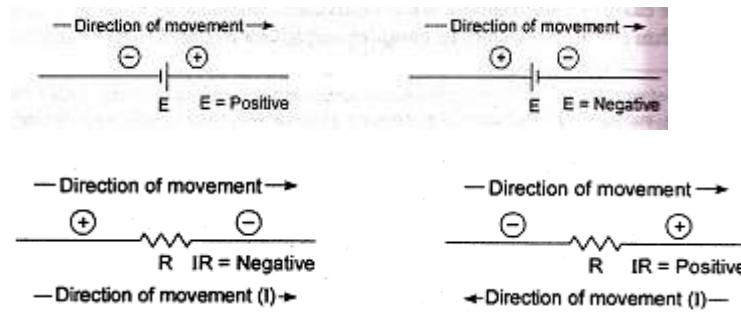 — Direction of movement →
⊖ ⊕
E E = Positive
— Direction of movement →
⊕ ⊖
E E = Negative
— Direction of movement →
⊕ ⊖
R IR = Negative
— Direction of movement (I) →
— Direction of movement →
⊖ ⊕
R IR = Positive
← Direction of movement (I) —